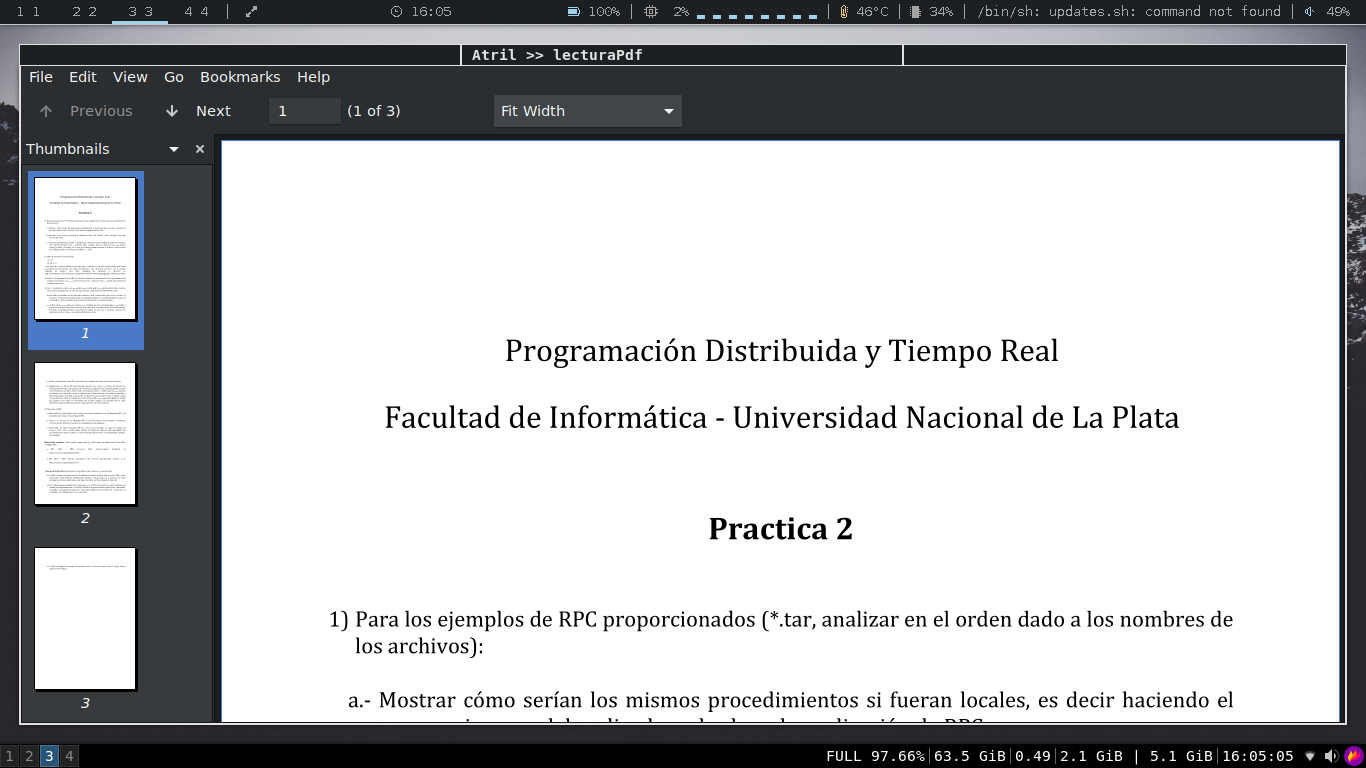 1 1 2 2 3 3 4 4 16:05 100% 2% 46°C 34% /bin/sh: updates.sh: command not found 49%
Atril >> lecturaPdf
File Edit View Go Bookmarks Help
Previous Next 1 (1 of 3) Fit Width
Thumbnails
1
2
3
Programación Distribuida y Tiempo Real
Facultad de Informática - Universidad Nacional de La Plata
Practica 2
1) Para los ejemplos de RPC proporcionados (*.tar, analizar en el orden dado a los nombres de
los archivos):
a.- Mostrar cómo serían los mismos procedimientos si fueran locales, es decir haciendo el
1 2 3 4 FULL 97.66% 63.5 GiB 0.49 2.1 GiB | 5.1 GiB 16:05:05